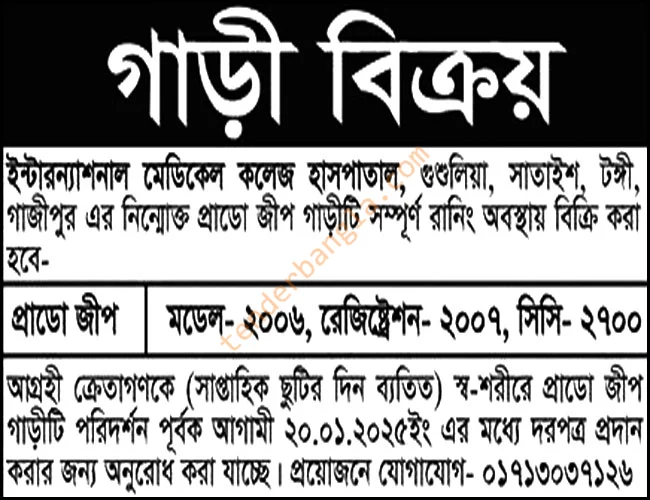 গাড়ী বিক্রয়
ইন্টারন্যাশনাল মেডিকেল কলেজ হাসপাতাল, গুশুলিয়া, সাতাইশ, টঙ্গী,
গাজীপুর এর নিন্মোক্ত প্রাডো জীপ গাড়ীটি সম্পূর্ণ রানিং অবস্থায় বিক্রি করা
হবে-
প্রাডো জীপ মডেল- ২০০৬, রেজিষ্ট্রেশন- ২০০৭, সিসি- ২৭০০
আগ্রহী ক্রেতাগণকে (সাপ্তাহিক ছুটির দিন ব্যতিত) স্ব-শরীরে প্রাডো জীপ
গাড়ীটি পরিদর্শন পূর্বক আগামী ২০.০১.২০২৫ইং এর মধ্যে দরপত্র প্রদান
করার জন্য অনুরোধ করা যাচ্ছে। প্রয়োজনে যোগাযোগ- ০১৭১৩০৩৭১২৬
tenderbangla.com